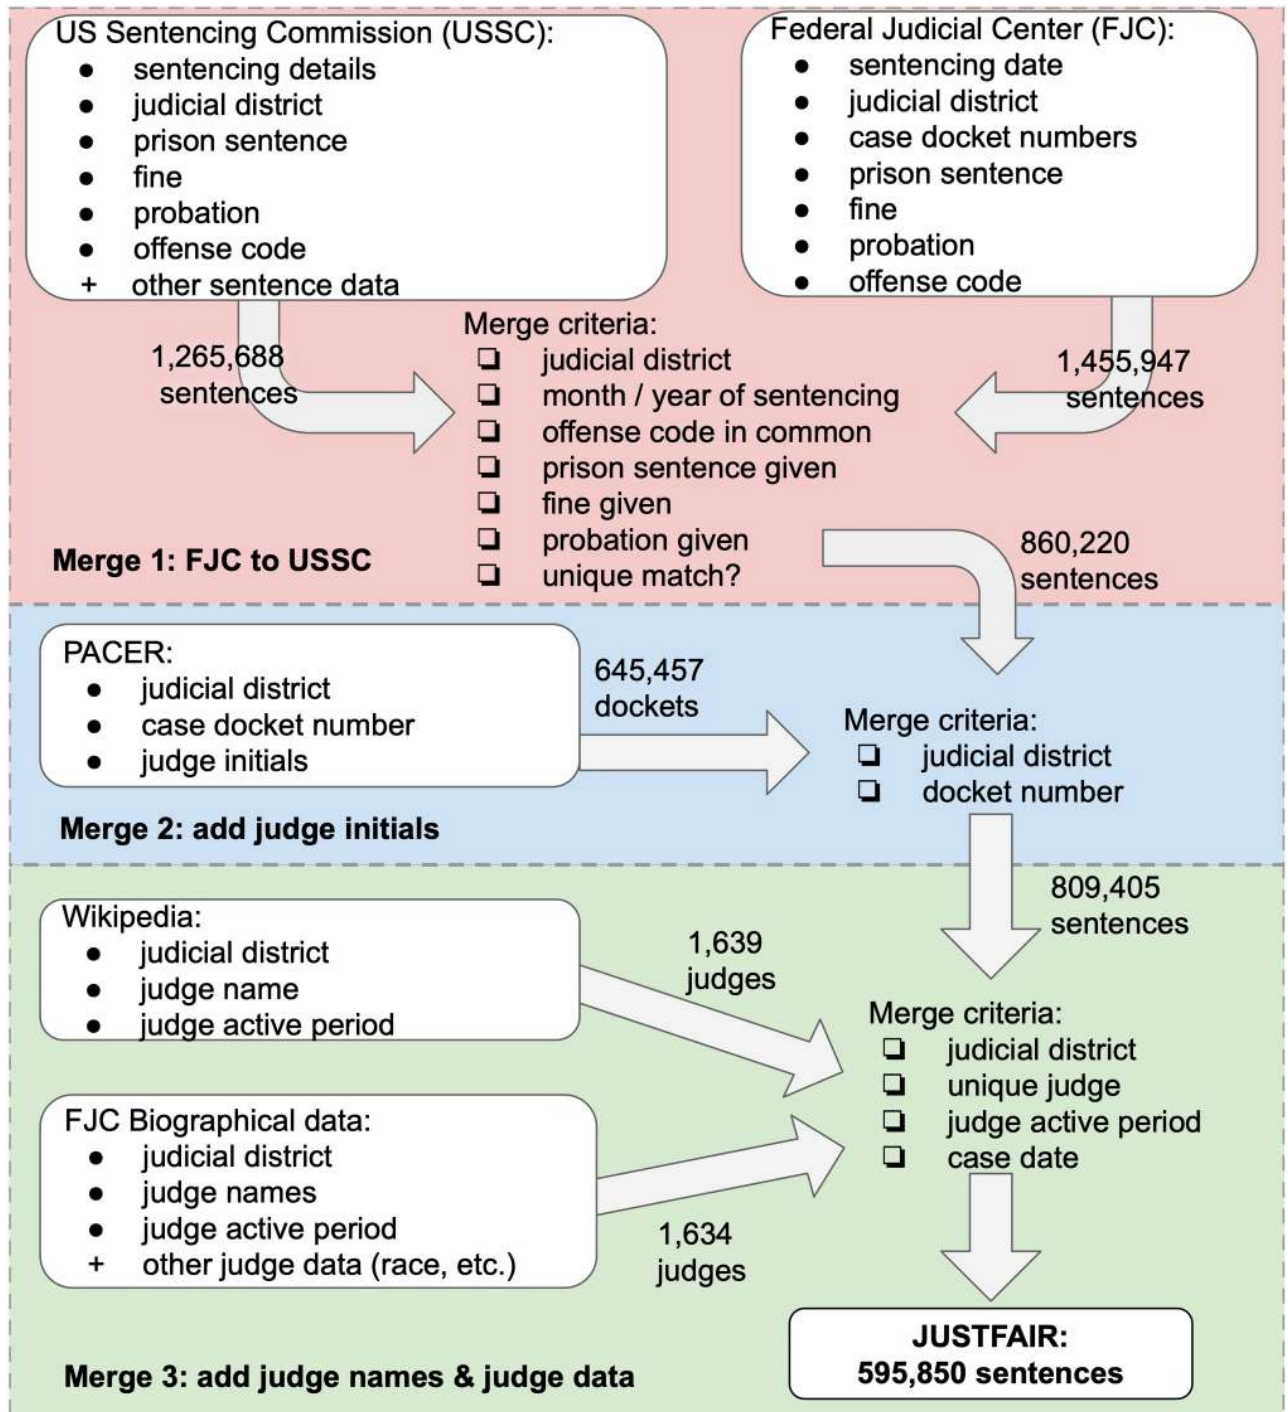 US Sentencing Commission (USSC):
● sentencing details
● judicial district
● prison sentence
● fine
● probation
● offense code
+ other sentence data
Federal Judicial Center (FJC):
● sentencing date
● judicial district
● case docket numbers
● prison sentence
● fine
● probation
● offense code
1,265,688
sentences
Merge criteria:
❏ judicial district
❏ month / year of sentencing
❏ offense code in common
❏ prison sentence given
❏ fine given
❏ probation given
❏ unique match?
1,455,947
sentences
Merge 1: FJC to USSC
860,220
sentences
PACER:
● judicial district
● case docket number
● judge initials
645,457
dockets
Merge criteria:
❏ judicial district
❏ docket number
Merge 2: add judge initials
809,405
sentences
Wikipedia:
● judicial district
● judge name
● judge active period
1,639
judges
Merge criteria:
❏ judicial district
❏ unique judge
❏ judge active period
❏ case date
FJC Biographical data:
● judicial district
● judge names
● judge active period
+ other judge data (race, etc.)
1,634
judges
JUSTFAIR:
595,850 sentences
Merge 3: add judge names & judge data